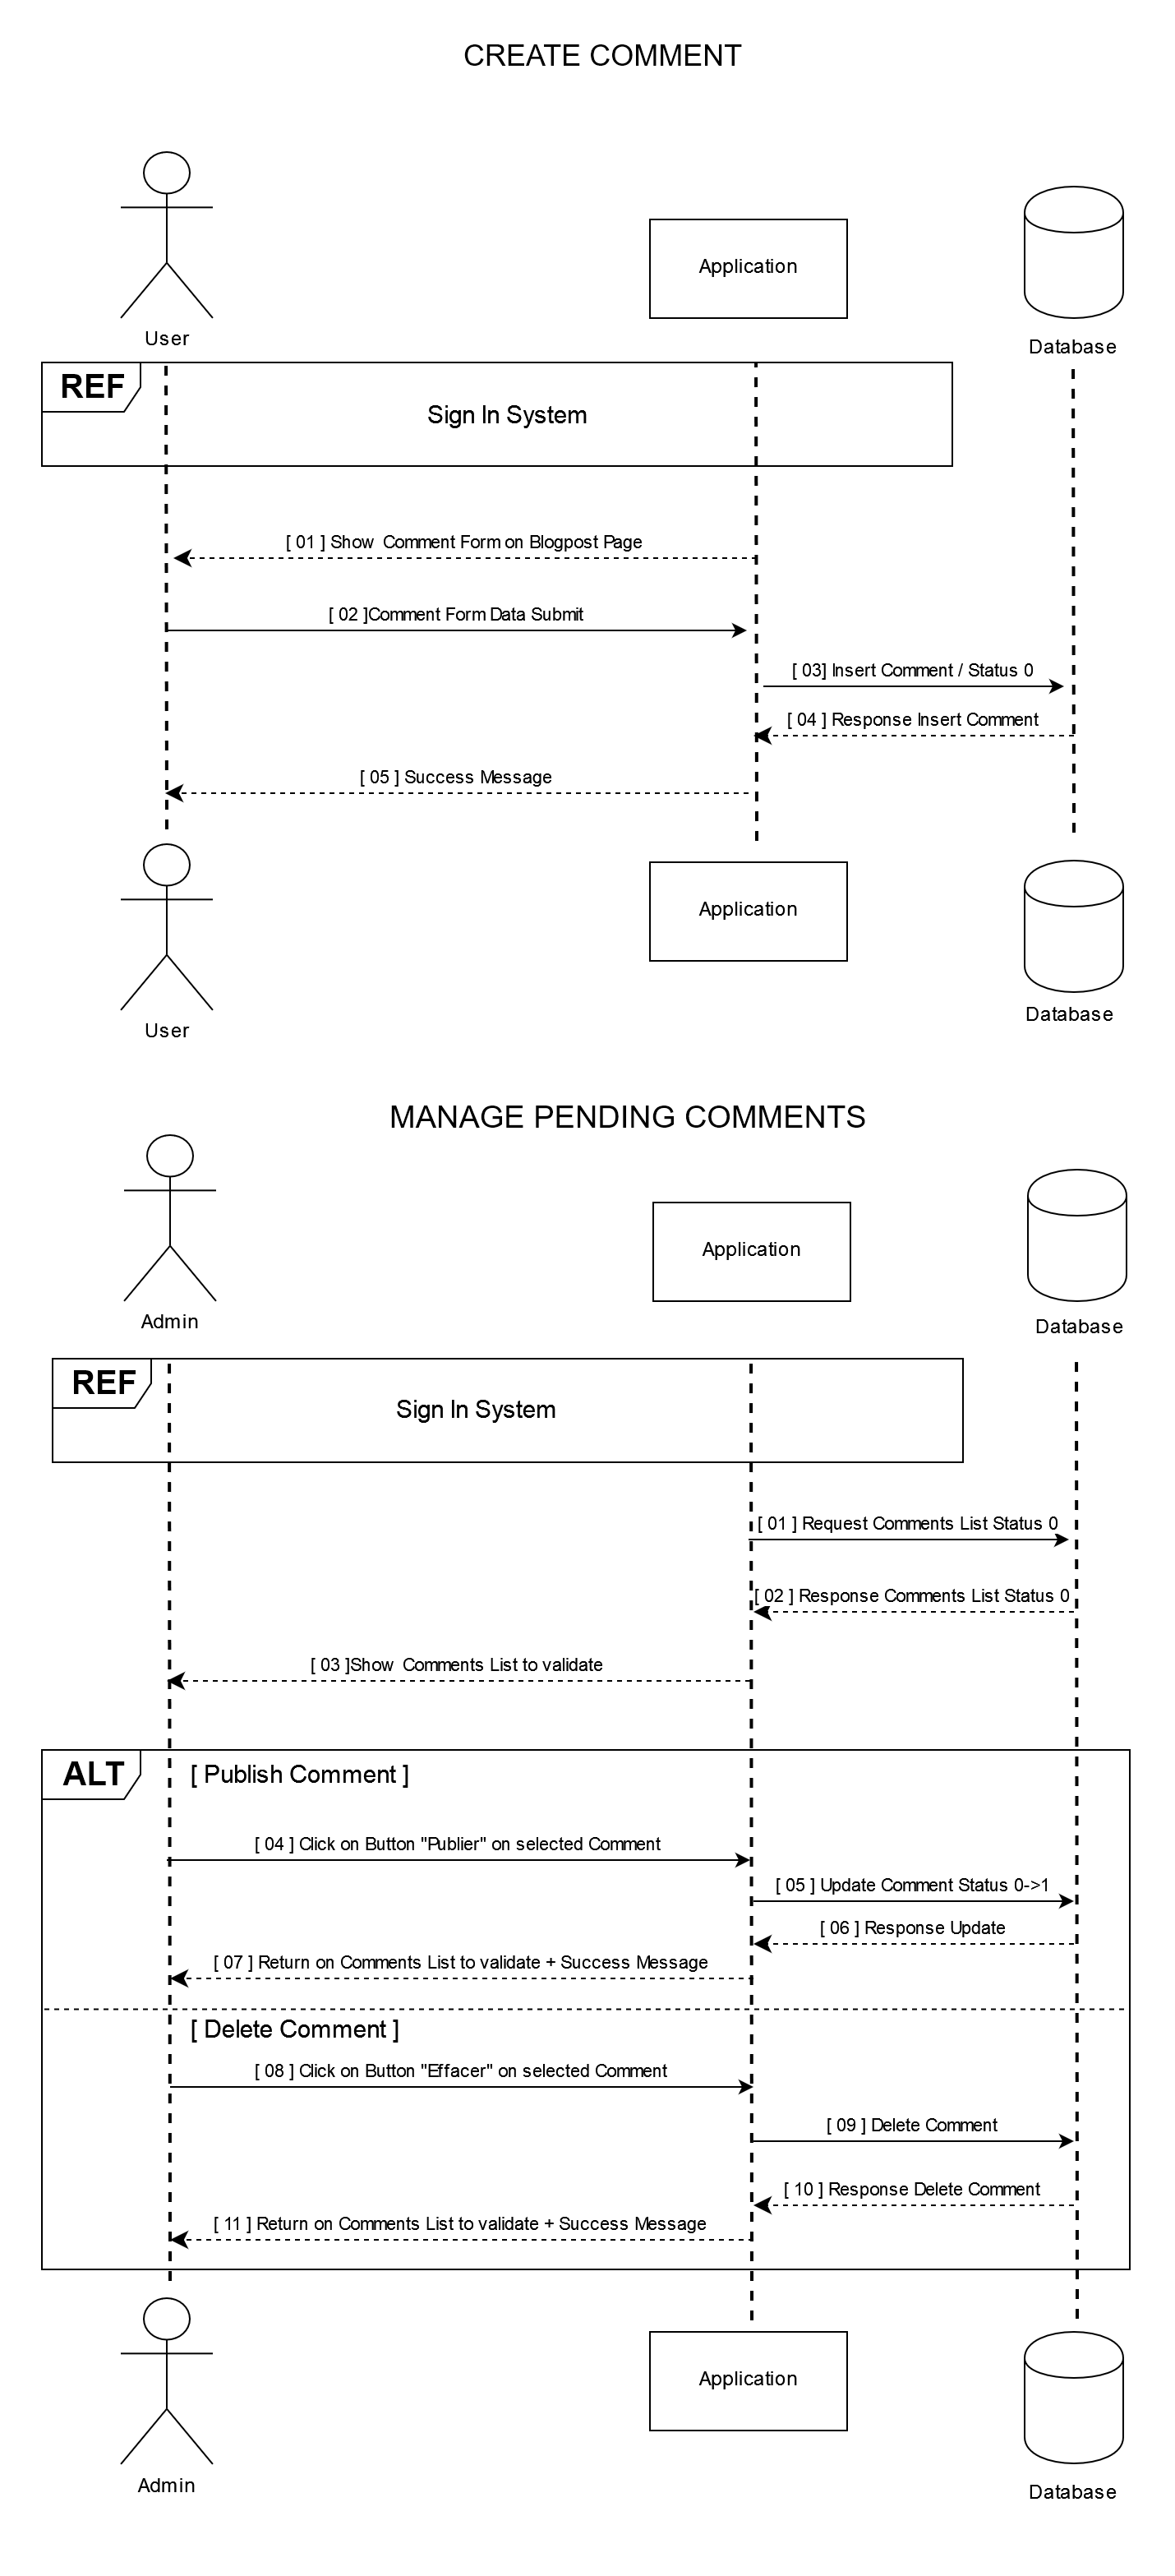 CREATE COMMENT
User
Application
Database
REF
Sign In System
[ 01 ] Show  Comment Form on Blogpost Page
[ 02 ]Comment Form Data Submit
[ 03] Insert Comment / Status 0
[ 04 ] Response Insert Comment
[ 05 ] Success Message
User
Application
Database
MANAGE PENDING COMMENTS
Admin
Application
Database
REF
Sign In System
[ 01 ] Request Comments List Status 0
[ 02 ] Response Comments List Status 0
[ 03 ]Show  Comments List to validate
ALT
[ Publish Comment ]
[ 04 ] Click on Button "Publier" on selected Comment
[ 05 ] Update Comment Status 0->1
[ 06 ] Response Update
[ 07 ] Return on Comments List to validate + Success Message
[ Delete Comment ]
[ 08 ] Click on Button "Effacer" on selected Comment
[ 09 ] Delete Comment
[ 10 ] Response Delete Comment
[ 11 ] Return on Comments List to validate + Success Message
Admin
Application
Database